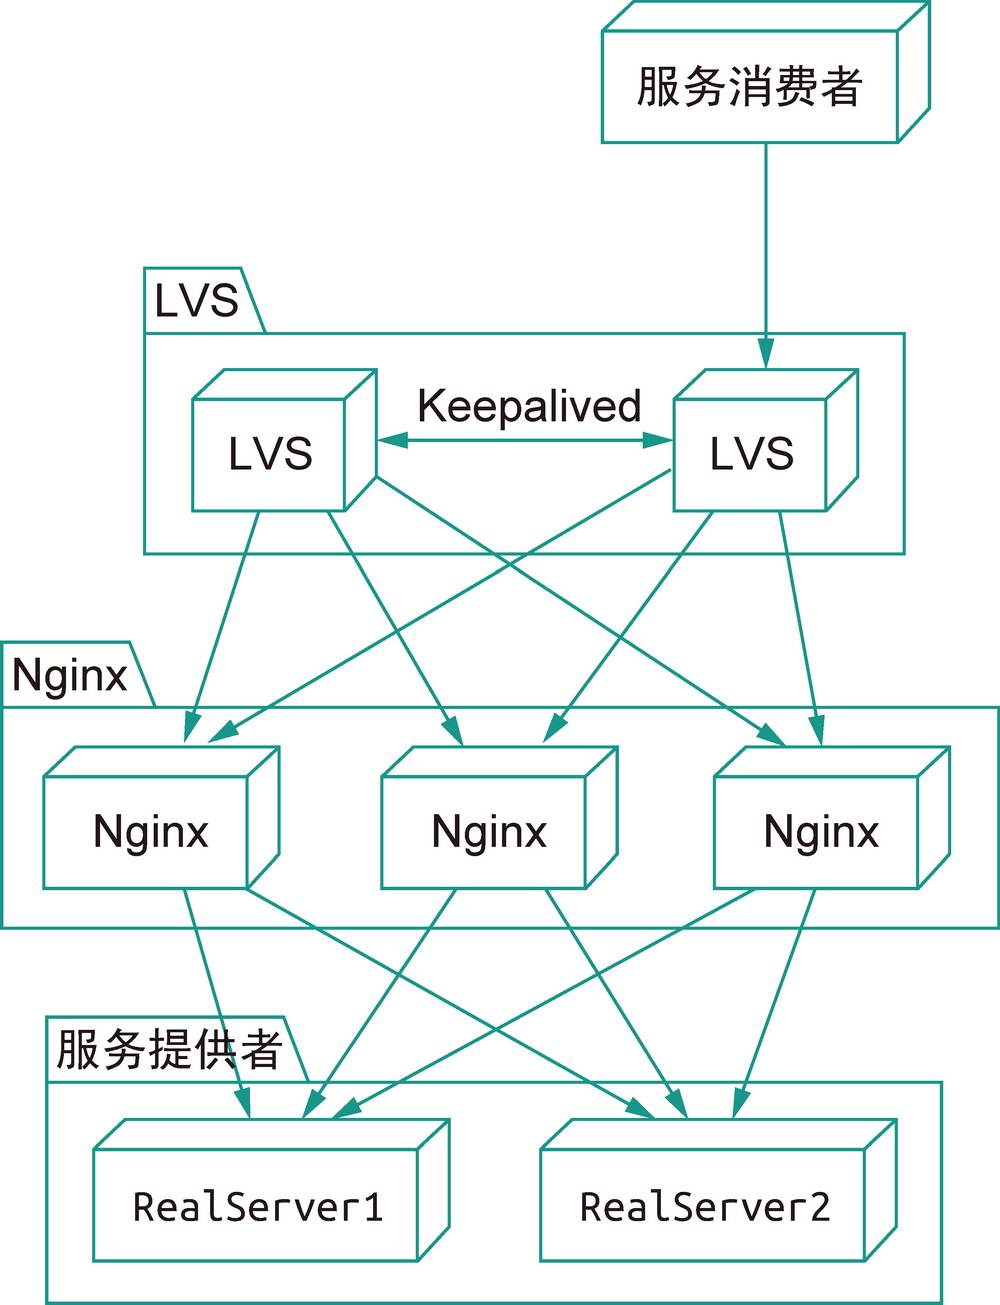 服务消费者
LVS
Keepalived
LVS
LVS
Nginx
Nginx
Nginx
Nginx
服务提供者
RealServer1
RealServer2